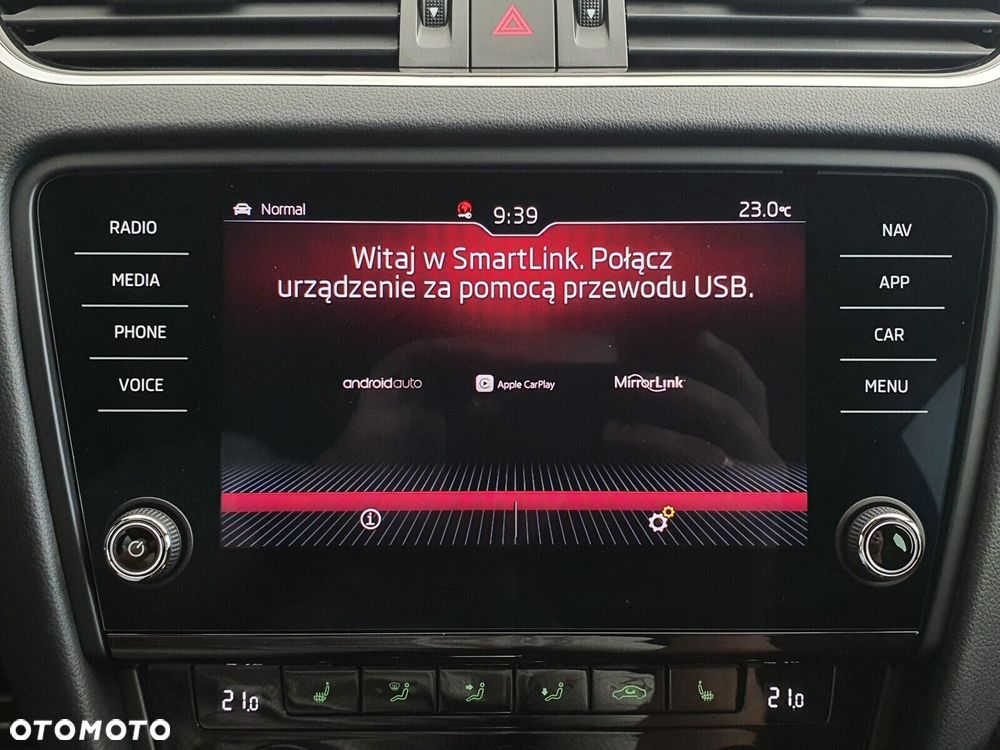 Normal
9:39
23.0°C
Witaj w SmartLink. Połącz
urządzenie za pomocą przewodu USB.
androidauto
Apple CarPlay
MirrorLink
RADIO
MEDIA
PHONE
VOICE
NAV
APP
CAR
MENU
21.0
21.0
OTOMOTO